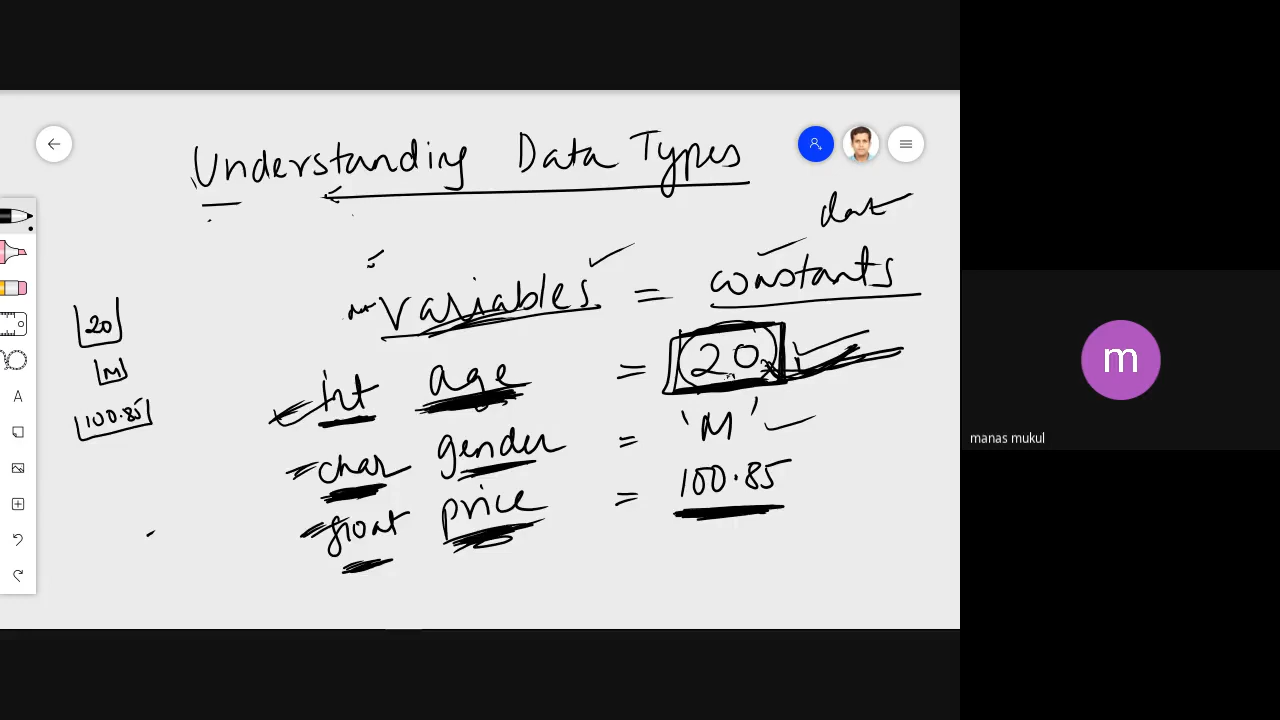 Understanding Data Types
variables = constants
int age = 20
char gender = 'M'
float price = 100.85
20
M
100.85
A
m
manas mukul